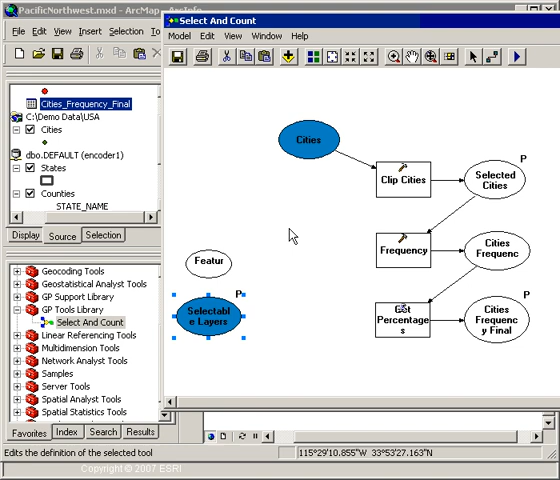 PacificNorthwest.mxd - ArcMap - ArcInfo
File Edit View Insert Selection
Cities_Frequency_Final
C:\Demo Data\USA
Cities
dbo.DEFAULT (encoder1)
States
Counties
STATE_NAME
Display Source Selection
Geocoding Tools
Geostatistical Analyst Tools
GP Support Library
GP Tools Library
Select And Count
Linear Referencing Tools
Multidimension Tools
Network Analyst Tools
Samples
Server Tools
Spatial Analyst Tools
Spatial Statistics Tools
Favorites Index Search Results
Edits the definition of the selected tool
115°29'10.855"W 33°53'27.163"N
Copyright © 2007 ESRI
Select And Count
Model Edit View Window Help
Cities
Clip Cities
Selected
Cities
P
Frequency
Cities
Frequenc
Featur
Selectabl
e Layers
P
Get
Percentage
s
Cities
Frequenc
y Final
P